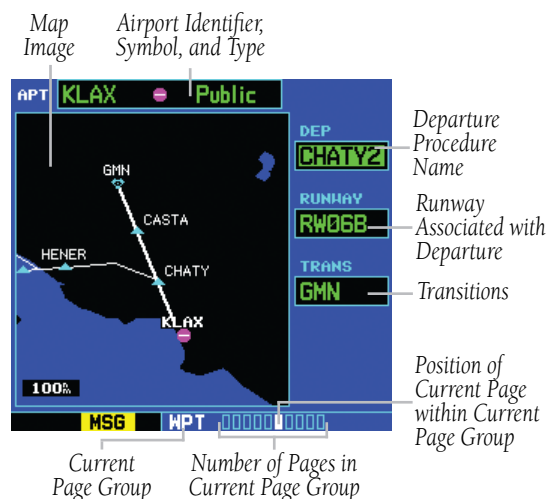 Map
Image
Airport Identifier,
Symbol, and Type
APT KLAX Public
DEP
CHATY2
Departure
Procedure
Name
GMN
RUNWAY
RW06B
Runway
Associated with
Departure
CASTA
HENER
CHATY
TRANS
GMN
Transitions
KLAX
100nm
Position of
Current Page
within Current
Page Group
MSG WPT
Current
Page Group
Number of Pages in
Current Page Group